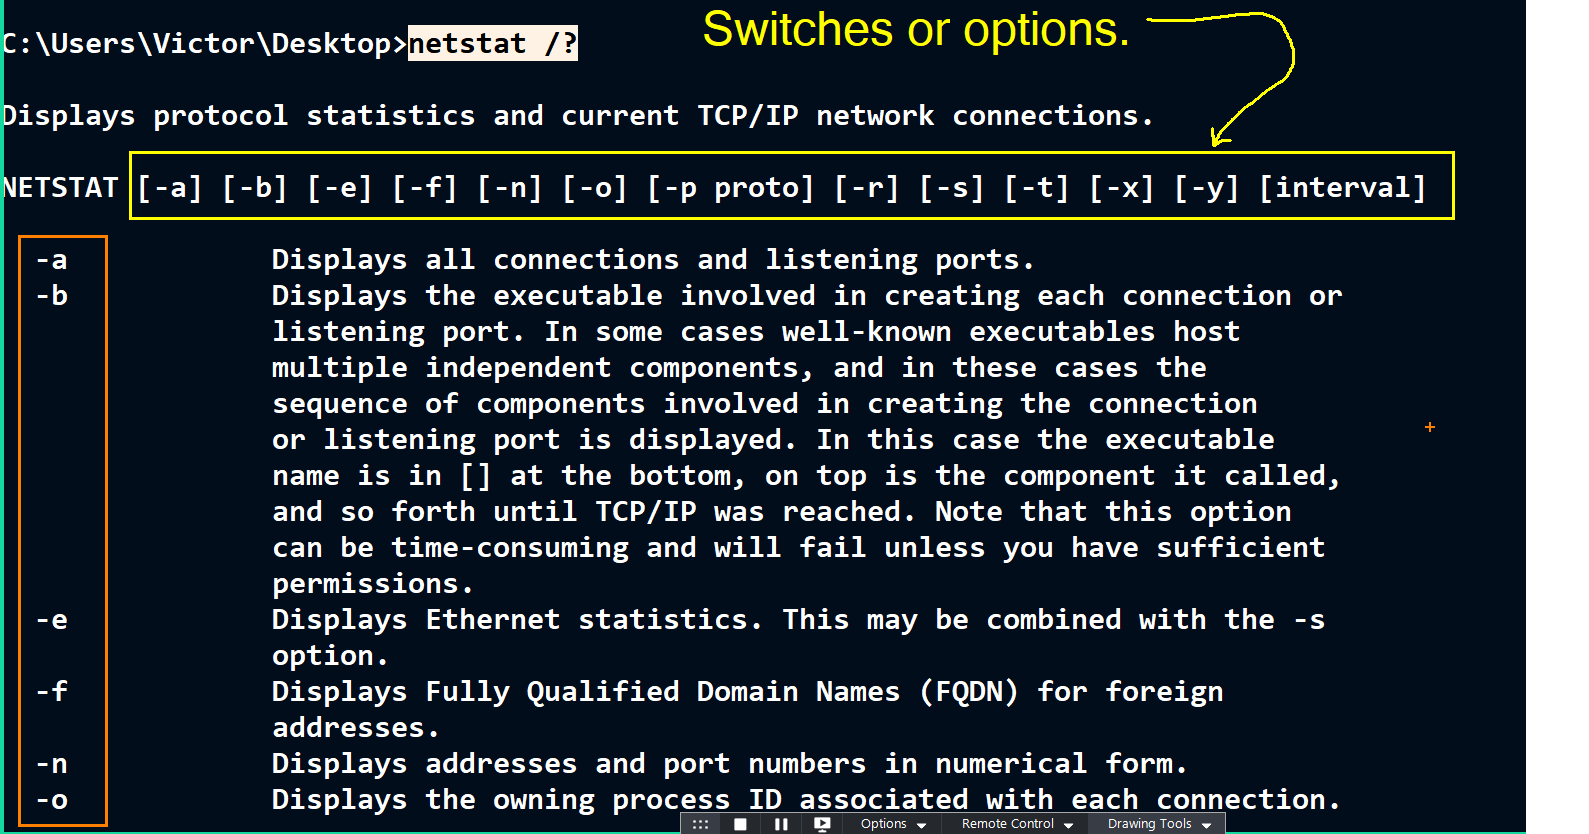 Switches or options.
C:\Users\Victor\Desktop>netstat /?
Displays protocol statistics and current TCP/IP network connections.
NETSTAT [-a] [-b] [-e] [-f] [-n] [-o] [-p proto] [-r] [-s] [-t] [-x] [-y] [interval]
-a Displays all connections and listening ports.
-b Displays the executable involved in creating each connection or
listening port. In some cases well-known executables host
multiple independent components, and in these cases the
sequence of components involved in creating the connection
or listening port is displayed. In this case the executable
name is in [] at the bottom, on top is the component it called,
and so forth until TCP/IP was reached. Note that this option
can be time-consuming and will fail unless you have sufficient
permissions.
-e Displays Ethernet statistics. This may be combined with the -s
option.
-f Displays Fully Qualified Domain Names (FQDN) for foreign
addresses.
-n Displays addresses and port numbers in numerical form.
-o Displays the owning process ID associated with each connection.
Options Remote Control Drawing Tools